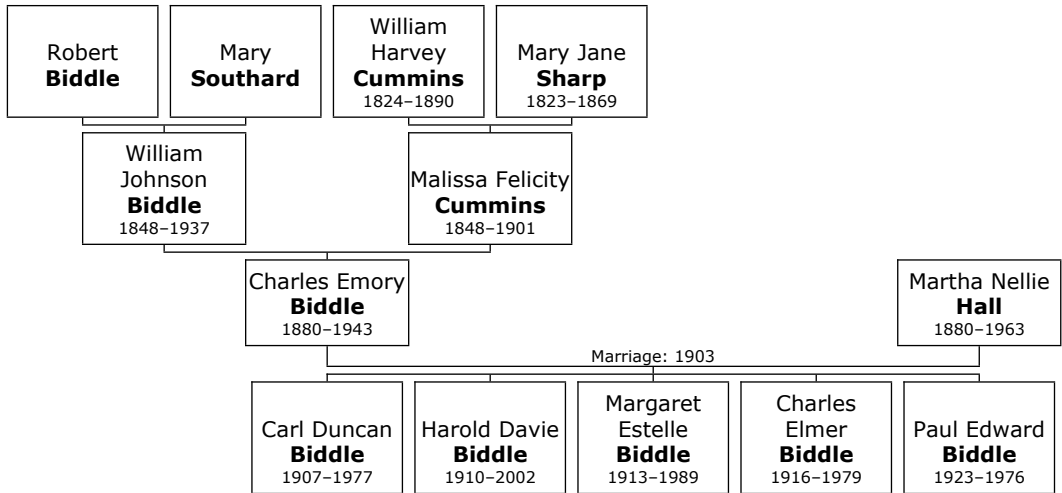 Robert
Biddle
Mary
Southard
William
Harvey
Cummins
1824–1890
Mary Jane
Sharp
1823–1869
William
Johnson
Biddle
1848–1937
Malissa Felicity
Cummins
1848–1901
Charles Emory
Biddle
1880–1943
Martha Nellie
Hall
1880–1963
Marriage: 1903
Carl Duncan
Biddle
1907–1977
Harold Davie
Biddle
1910–2002
Margaret
Estelle
Biddle
1913–1989
Charles
Elmer
Biddle
1916–1979
Paul Edward
Biddle
1923–1976